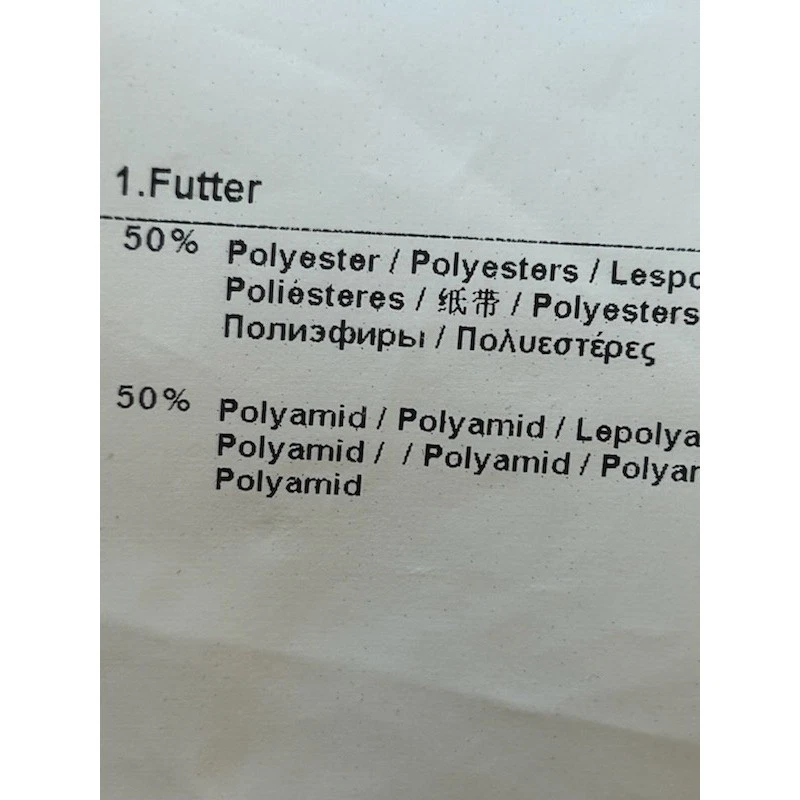 1.Futter
50% Polyester / Polyesters / Lespo
Poliésteres / 纸带 / Polyesters
Полиэфиры / Πολυεστέρες
50% Polyamid / Polyamid / Lepolya
Polyamid / / Polyamid / Polyar
Polyamid